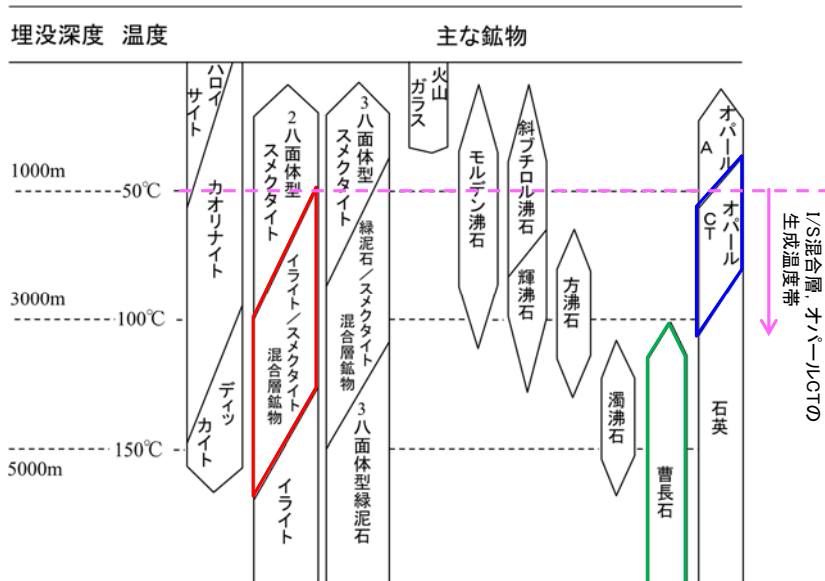 埋没深度 温度 主な鉱物
1000m
50℃
3000m
100℃
150℃
5000m
ハロイ
サイト
カオリナイト
ディッ
カイト
2八面体型
スメクタイト
イライト/スメクタイト
混合層鉱物
イライト
3八面体型
スメクタイト
緑泥石/スメクタイト
混合層鉱物
3八面体型緑泥石
火山
ガラス
モルデン沸石
斜プチロル沸石
輝沸石
方沸石
濁沸石
曹長石
オパール
A
オパール
CT
石英
I/S混合層, オパールCTの
生成温度帯